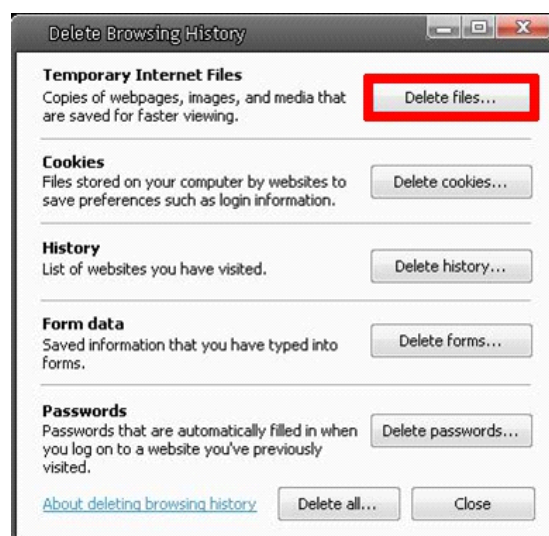 Delete Browsing History
Temporary Internet Files
Copies of webpages, images, and media that
are saved for faster viewing.
Delete files...
Cookies
Files stored on your computer by websites to
save preferences such as login information.
Delete cookies...
History
List of websites you have visited.
Delete history...
Form data
Saved information that you have typed into
forms.
Delete forms...
Passwords
Passwords that are automatically filled in when
you log on to a website you've previously
visited.
Delete passwords...
About deleting browsing history
Delete all...
Close